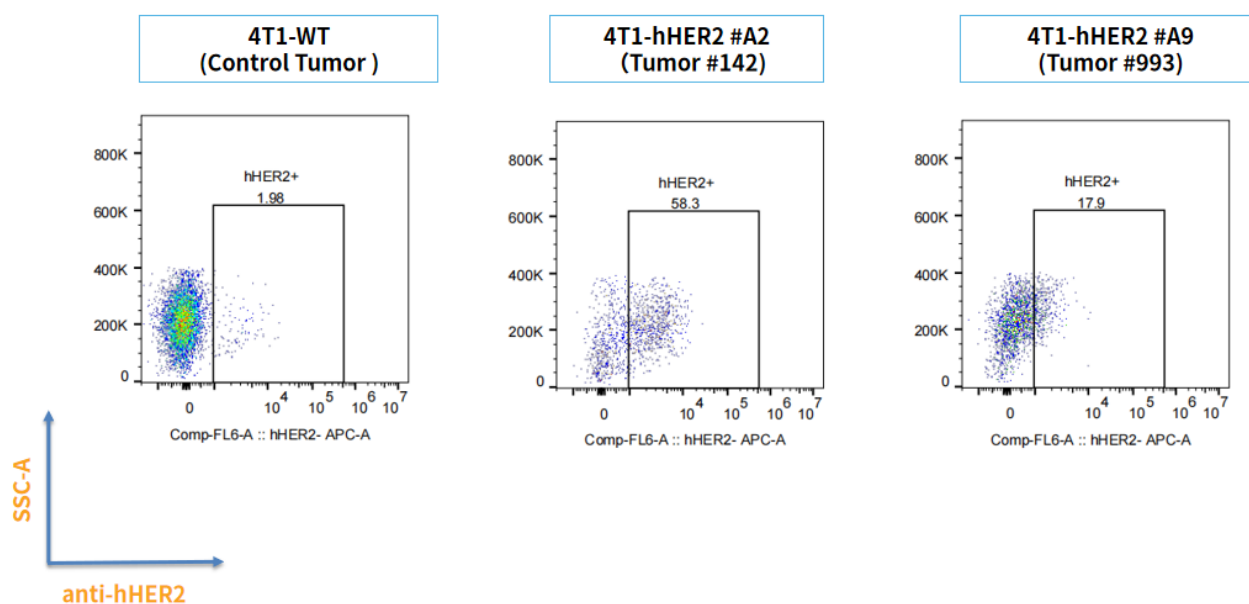 4T1-WT
(Control Tumor )
4T1-hHER2 #A2
(Tumor #142)
4T1-hHER2 #A9
(Tumor #993)
800K
600K
400K
200K
0
hHER2+
1.98
0 10^4 10^5 10^6 10^7
Comp-FL6-A :: hHER2- APC-A
800K
600K
400K
200K
0
hHER2+
58.3
0 10^4 10^5 10^6 10^7
Comp-FL6-A :: hHER2- APC-A
800K
600K
400K
200K
0
hHER2+
17.9
0 10^4 10^5 10^6 10^7
Comp-FL6-A :: hHER2- APC-A
SSC-A
anti-hHER2